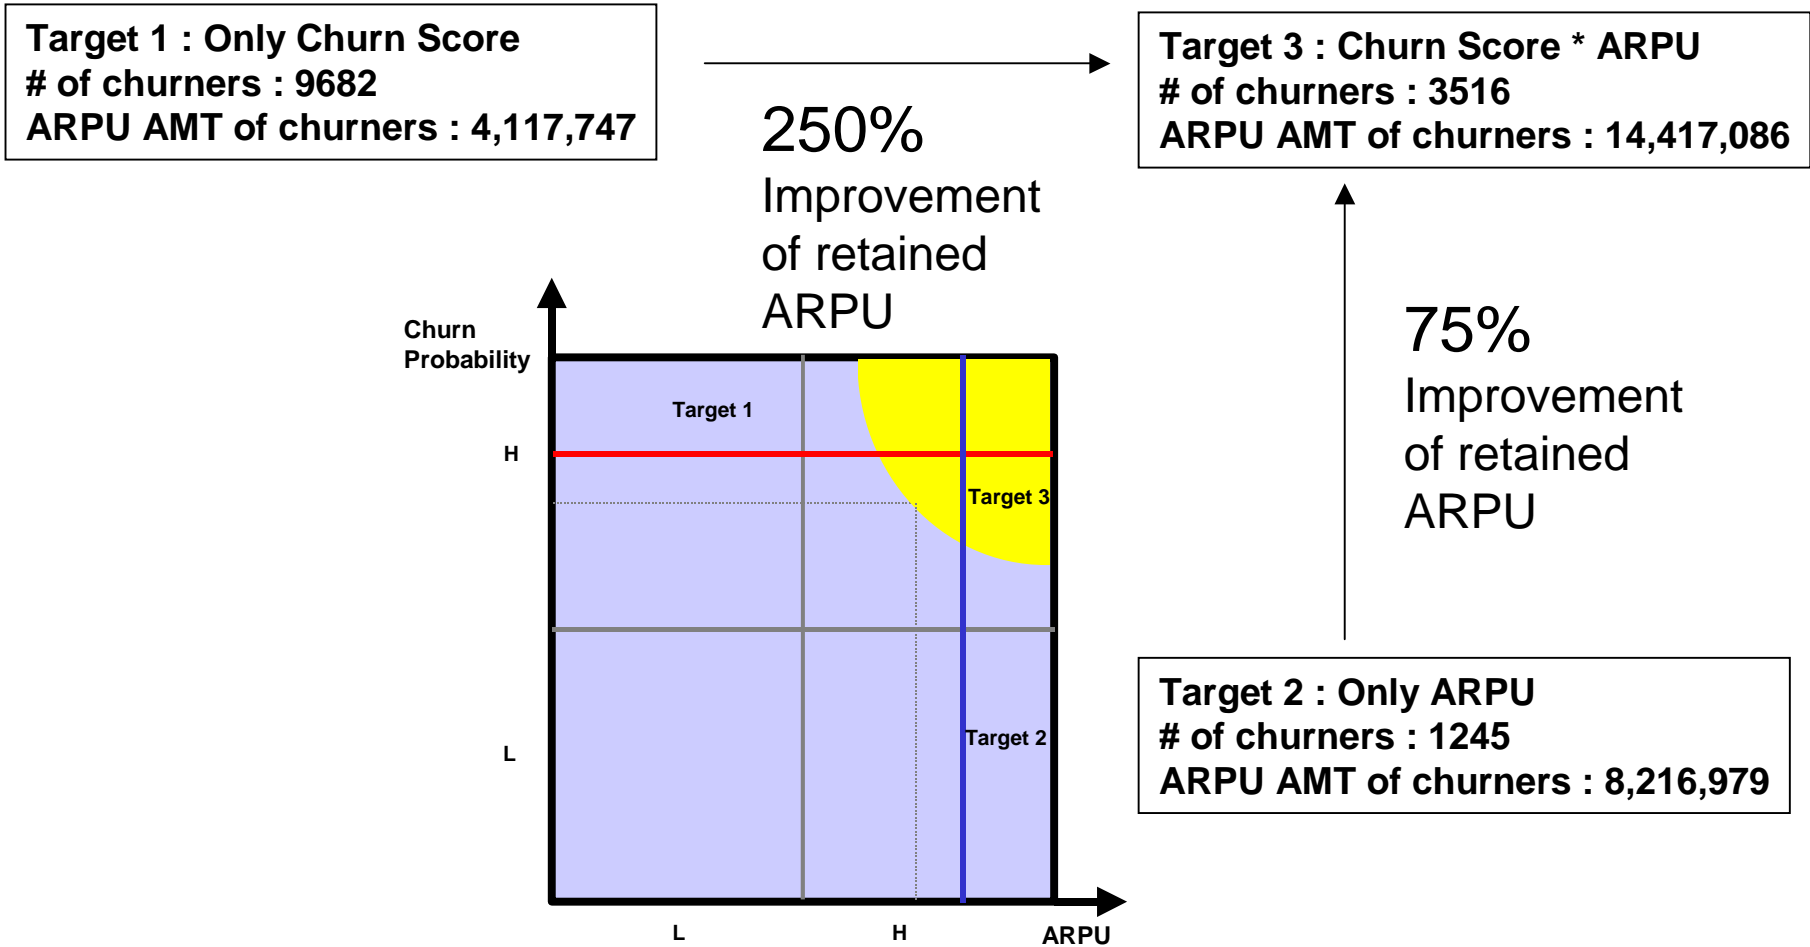 Target 1 : Only Churn Score
# of churners : 9682
ARPU AMT of churners : 4,117,747
250%
Improvement
of retained
ARPU
Target 3 : Churn Score * ARPU
# of churners : 3516
ARPU AMT of churners : 14,417,086
75%
Improvement
of retained
ARPU
Target 2 : Only ARPU
# of churners : 1245
ARPU AMT of churners : 8,216,979
Churn
Probability
Target 1
H
Target 3
Target 2
L
L
H
ARPU